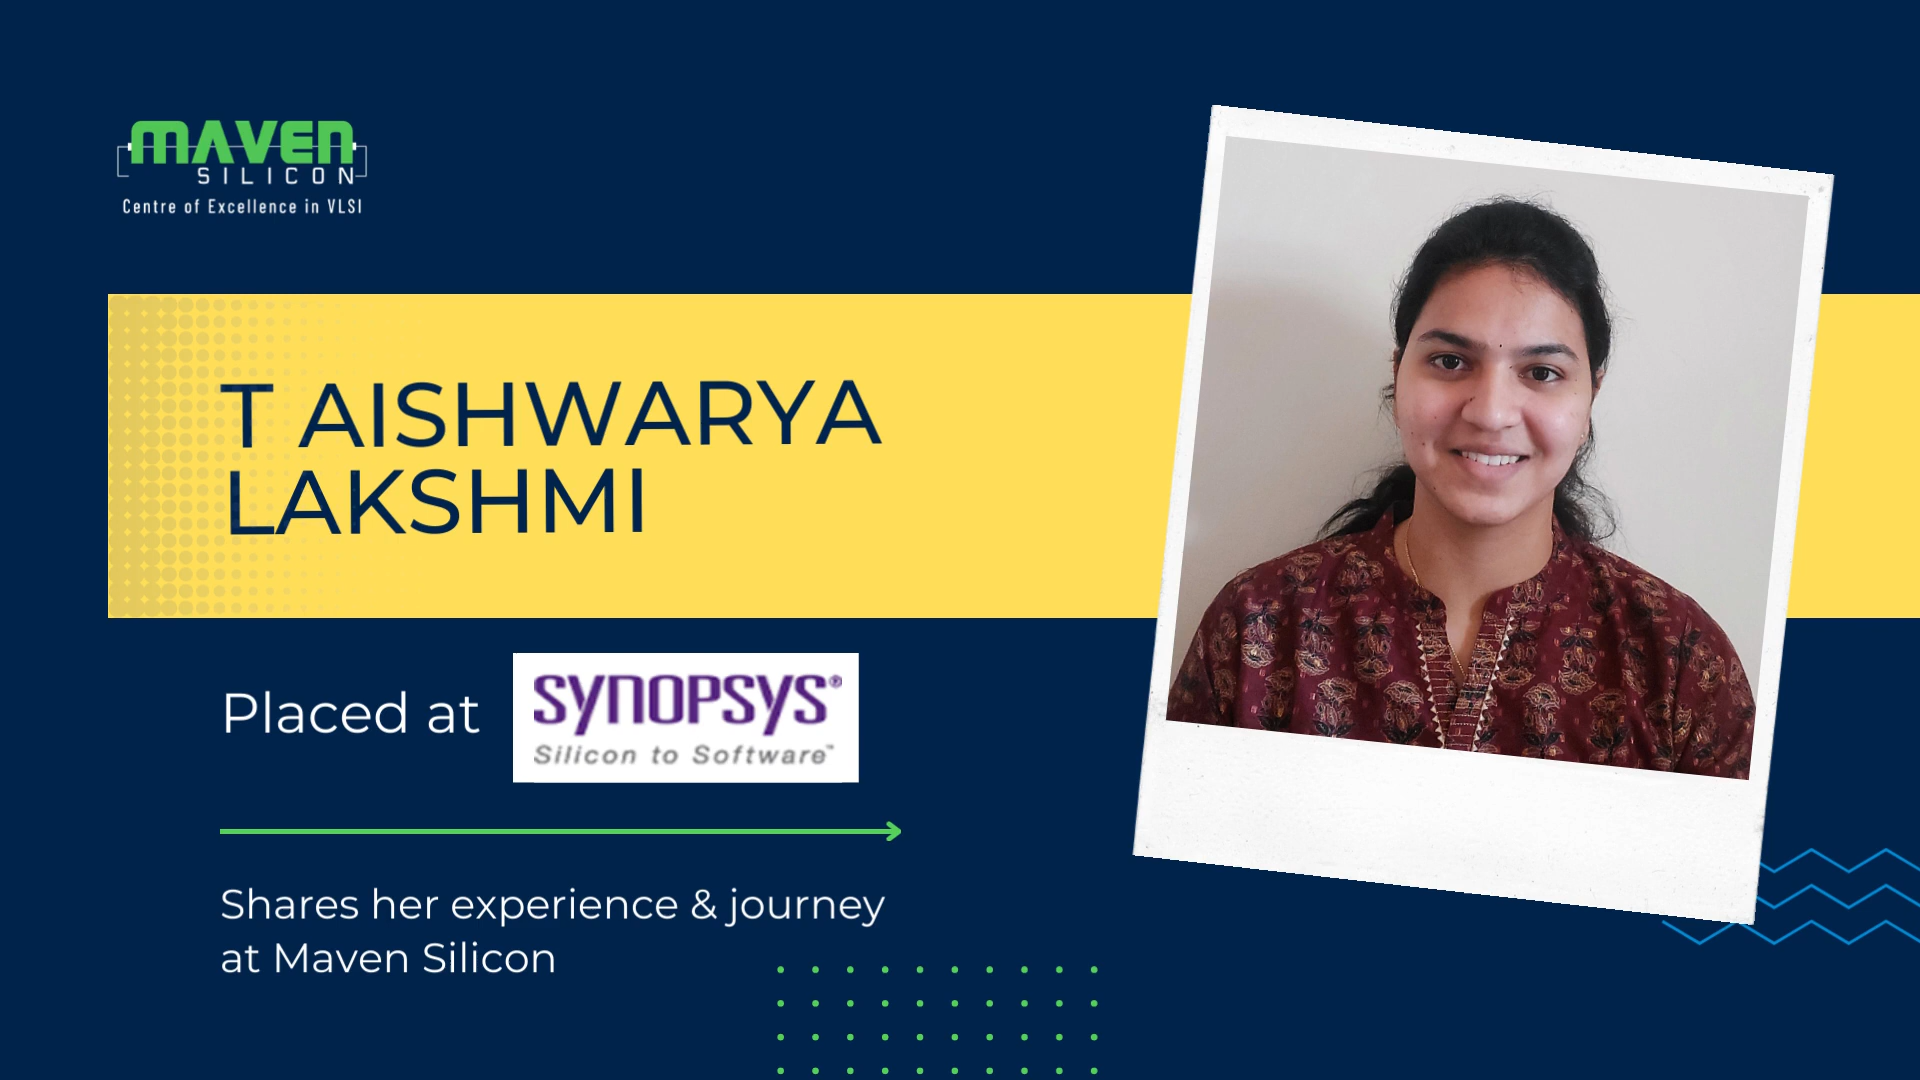 MAVEN
SILICON
Centre of Excellence in VLSI
T AISHWARYA
LAKSHMI
Placed at
SYNOPSYS®
Silicon to Software™
Shares her experience & journey
at Maven Silicon